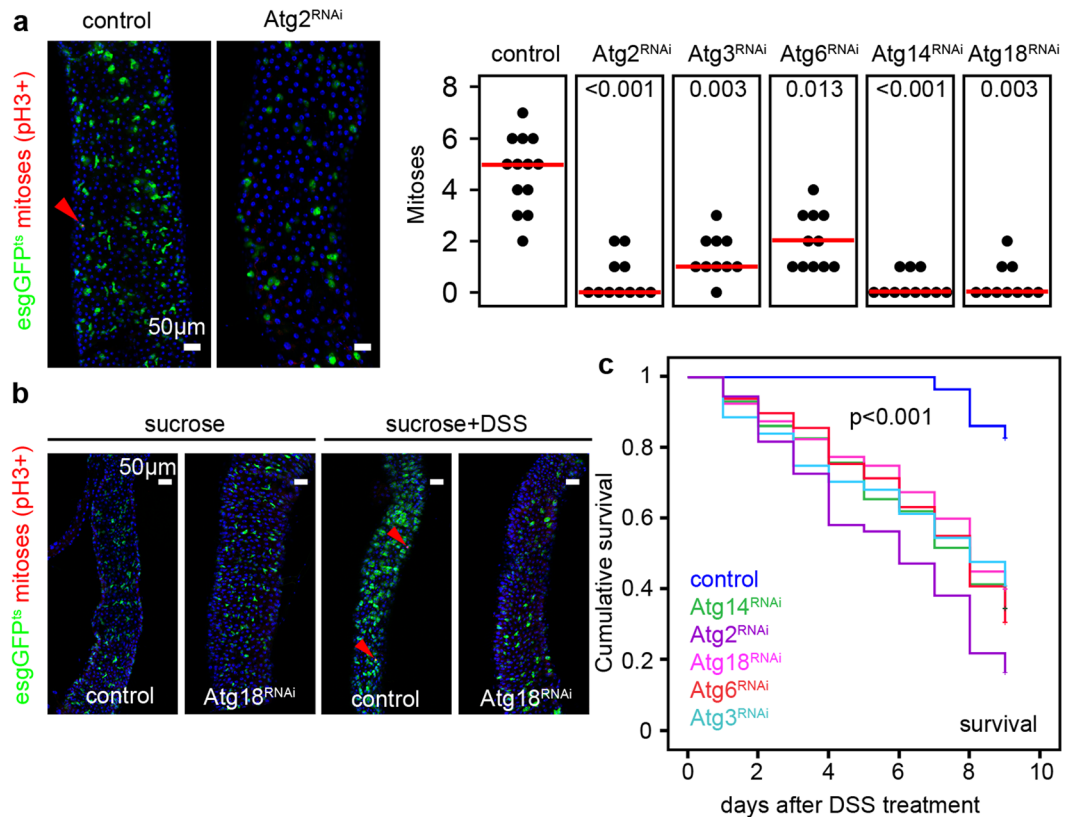 a
control
Atg2RNAi
esgGFPts mitoses (pH3+)
50µm
control
Atg2RNAi
Atg3RNAi
Atg6RNAi
Atg14RNAi
Atg18RNAi
<0.001
0.003
0.013
<0.001
0.003
Mitoses
8
6
4
2
0
b
sucrose
sucrose+DSS
esgGFPts mitoses (pH3+)
50µm
control
Atg18RNAi
control
Atg18RNAi
c
p<0.001
Cumulative survival
1
0.8
0.6
0.4
0.2
0
control
Atg14RNAi
Atg2RNAi
Atg18RNAi
Atg6RNAi
Atg3RNAi
survival
0 2 4 6 8 10
days after DSS treatment